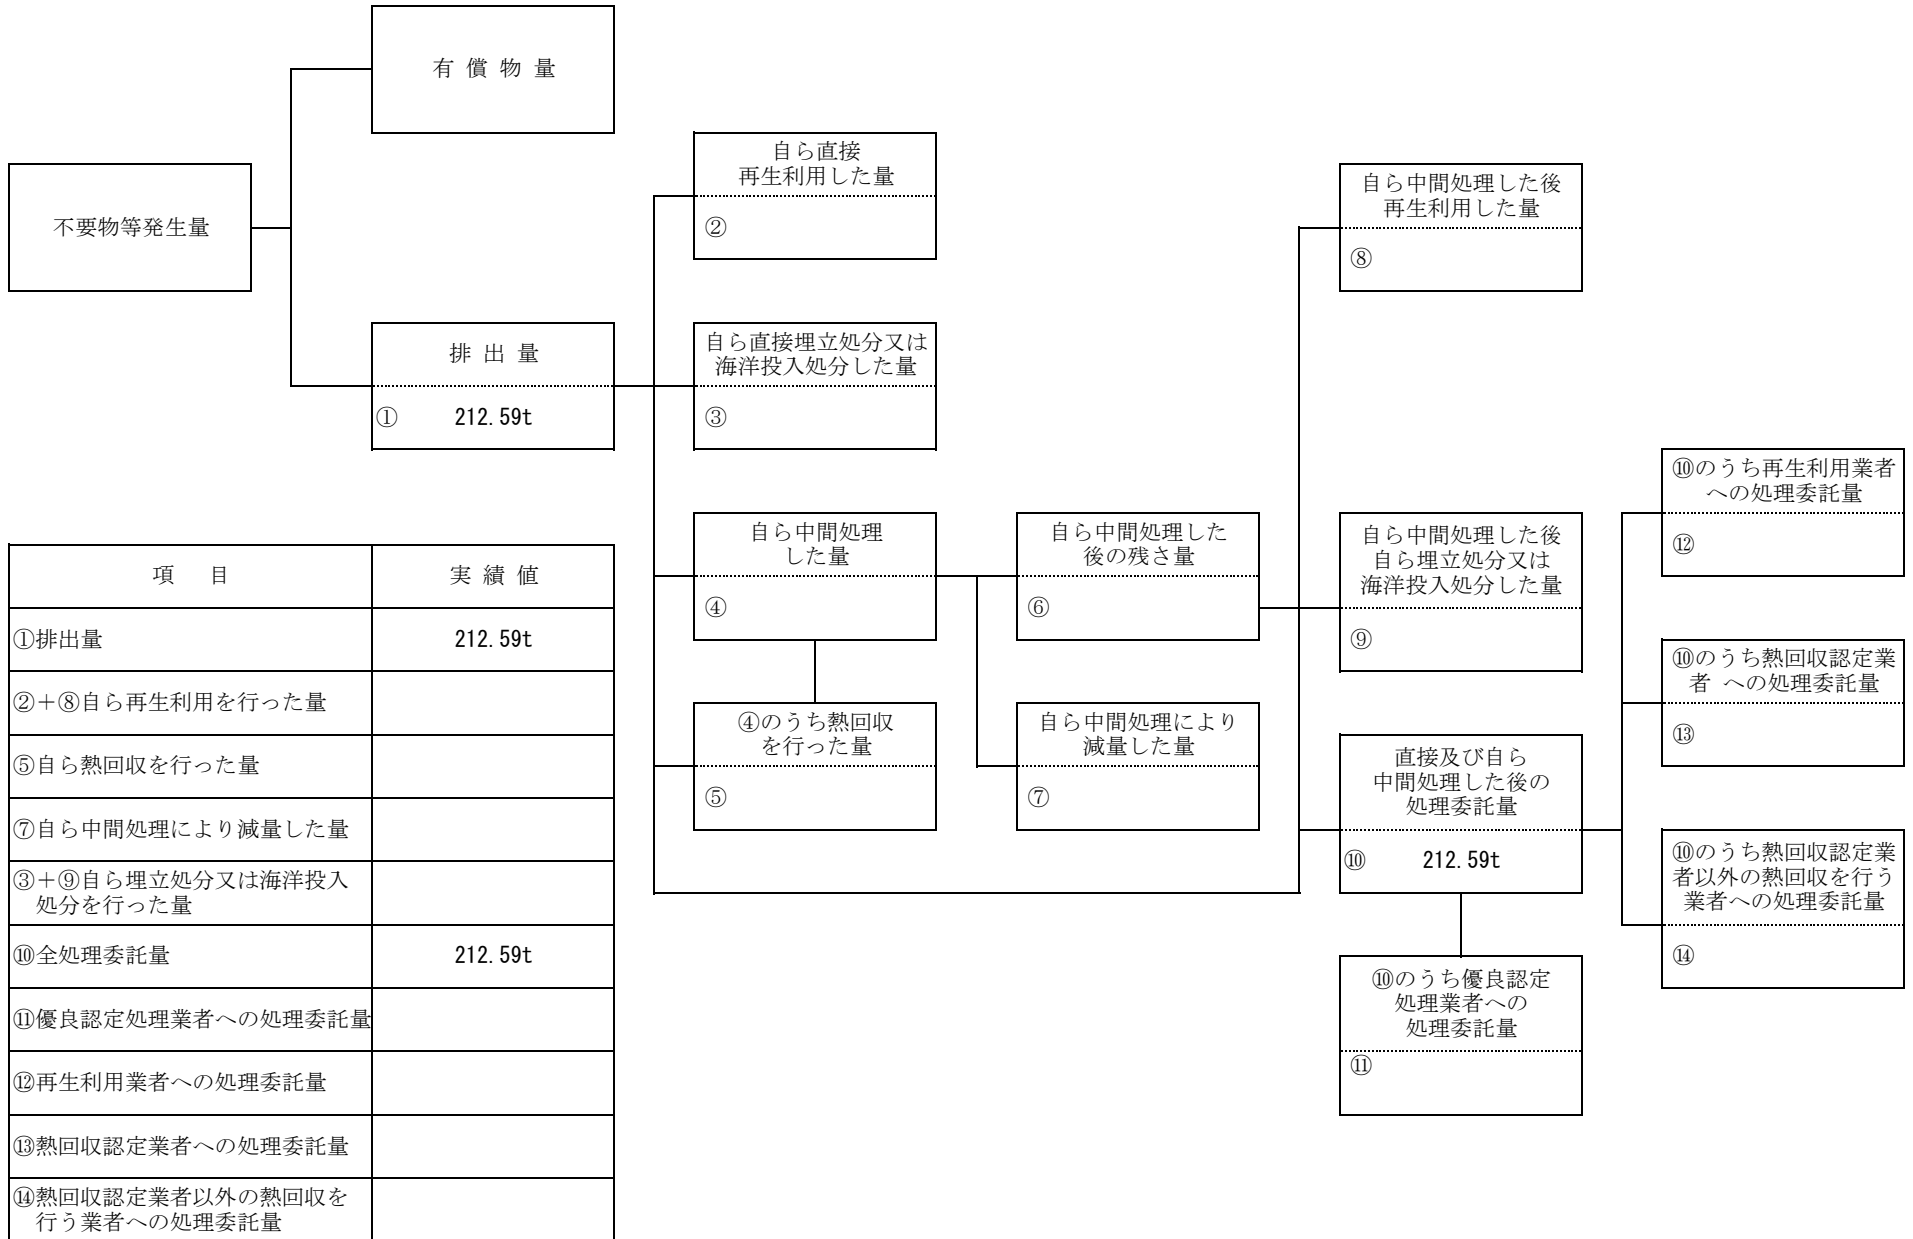 有 償 物 量
不要物等発生量
排 出 量
① 212.59t
自ら直接
再生利用した量
②
自ら直接埋立処分又は
海洋投入処分した量
③
自ら中間処理
した量
④
④のうち熱回収
を行った量
⑤
自ら中間処理した
後の残さ量
⑥
自ら中間処理により
減量した量
⑦
自ら中間処理した後
再生利用した量
⑧
自ら中間処理した後
自ら埋立処分又は
海洋投入処分した量
⑨
直接及び自ら
中間処理した後の
処理委託量
⑩ 212.59t
⑩のうち優良認定
処理業者への
処理委託量
⑪
⑩のうち再生利用業者
への処理委託量
⑫
⑩のうち熱回収認定業
者 への処理委託量
⑬
⑩のうち熱回収認定業
者以外の熱回収を行う
業者への処理委託量
⑭
項 目 実 績 値
①排出量 212.59t
②+⑧自ら再生利用を行った量
⑤自ら熱回収を行った量
⑦自ら中間処理により減量した量
③+⑨自ら埋立処分又は海洋投入
処分を行った量
⑩全処理委託量 212.59t
⑪優良認定処理業者への処理委託量
⑫再生利用業者への処理委託量
⑬熱回収認定業者への処理委託量
⑭熱回収認定業者以外の熱回収を
行う業者への処理委託量